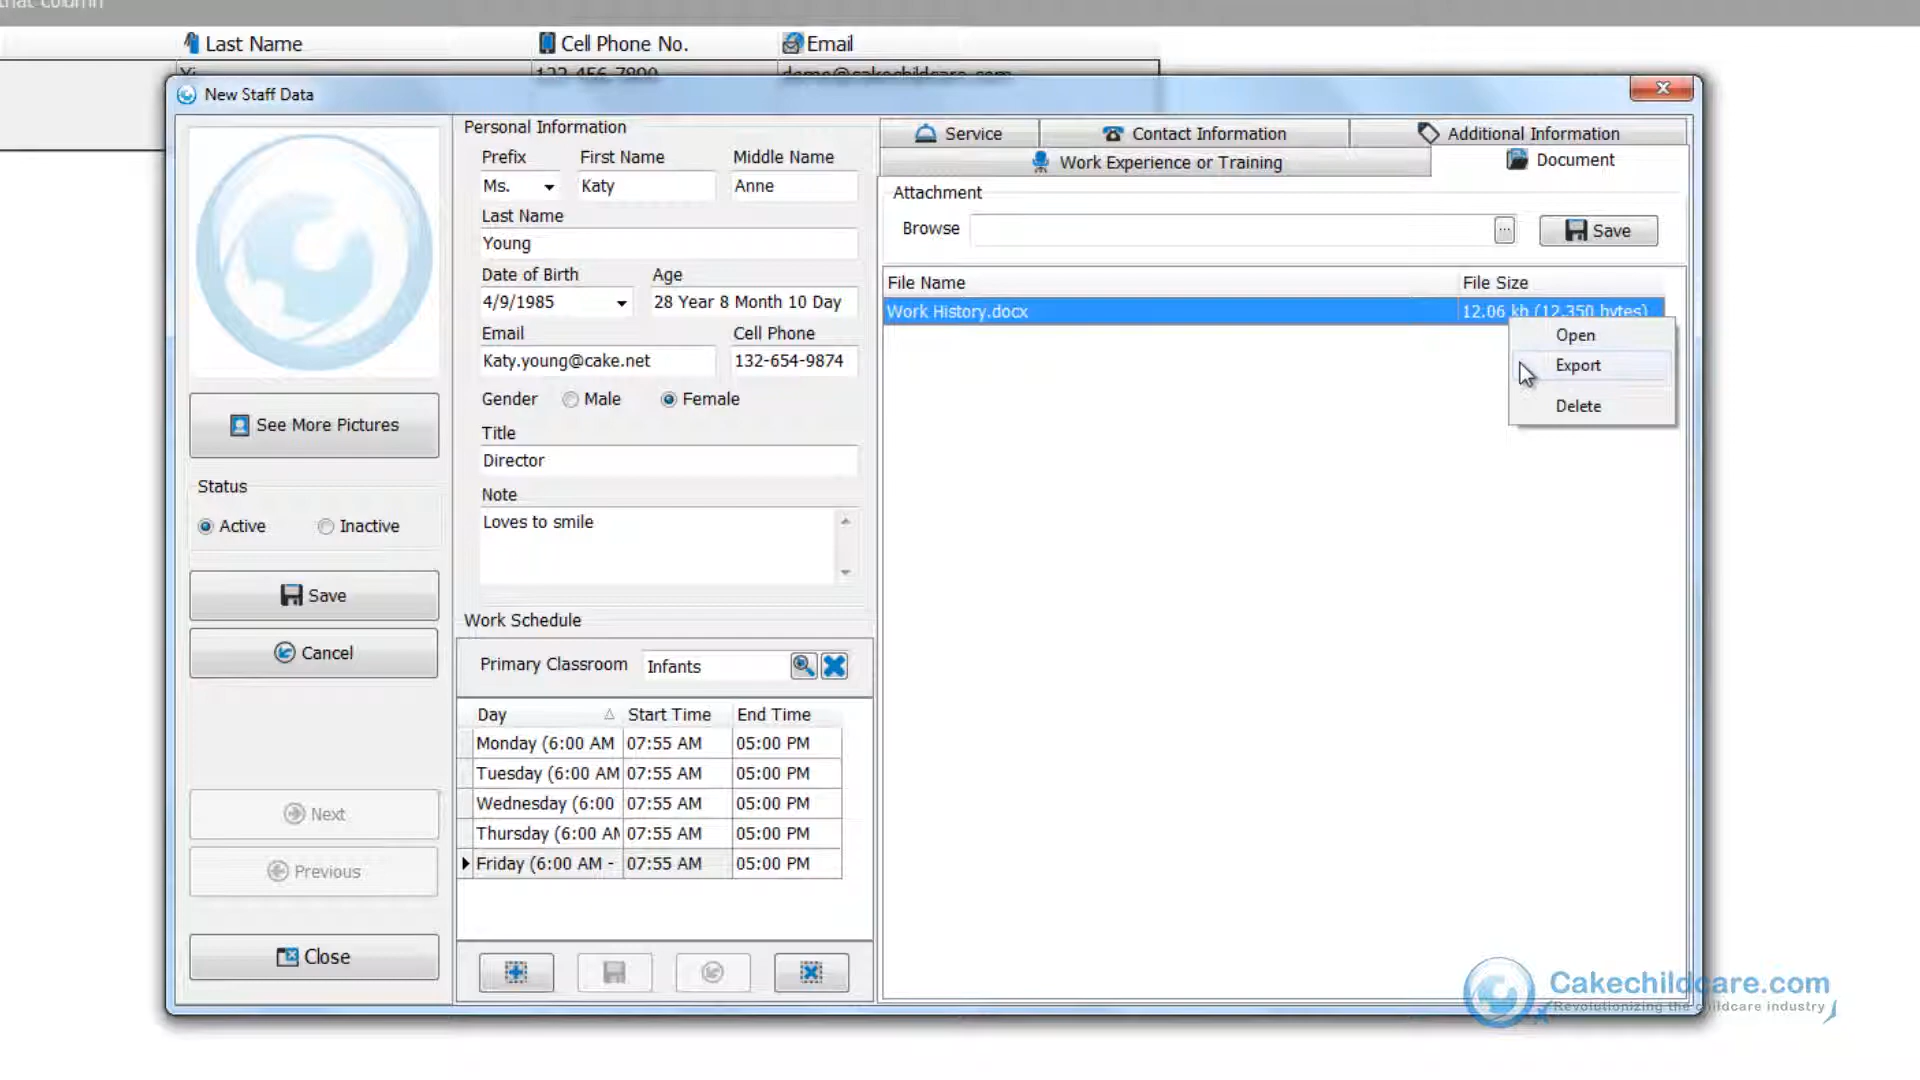 that column
Last Name Cell Phone No. Email
Yi 123-456-7890 demo@cakechildcare.com
New Staff Data
Personal Information
Prefix First Name Middle Name
Ms. Katy Anne
Last Name
Young
Date of Birth Age
4/9/1985 28 Year 8 Month 10 Day
Email Cell Phone
Katy.young@cake.net 132-654-9874
Gender Male Female
Title
Director
Note
Loves to smile
See More Pictures
Status
Active Inactive
Save
Cancel
Next
Previous
Close
Work Schedule
Primary Classroom Infants
Day Start Time End Time
Monday (6:00 AM 07:55 AM 05:00 PM
Tuesday (6:00 AM 07:55 AM 05:00 PM
Wednesday (6:00 07:55 AM 05:00 PM
Thursday (6:00 AM 07:55 AM 05:00 PM
Friday (6:00 AM - 07:55 AM 05:00 PM
Service Contact Information Additional Information
Work Experience or Training Document
Attachment
Browse ... Save
File Name File Size
Work History.docx 12.06 kb (12,350 bytes)
Open
Export
Delete
Cakechildcare.com
Revolutionizing the childcare industry